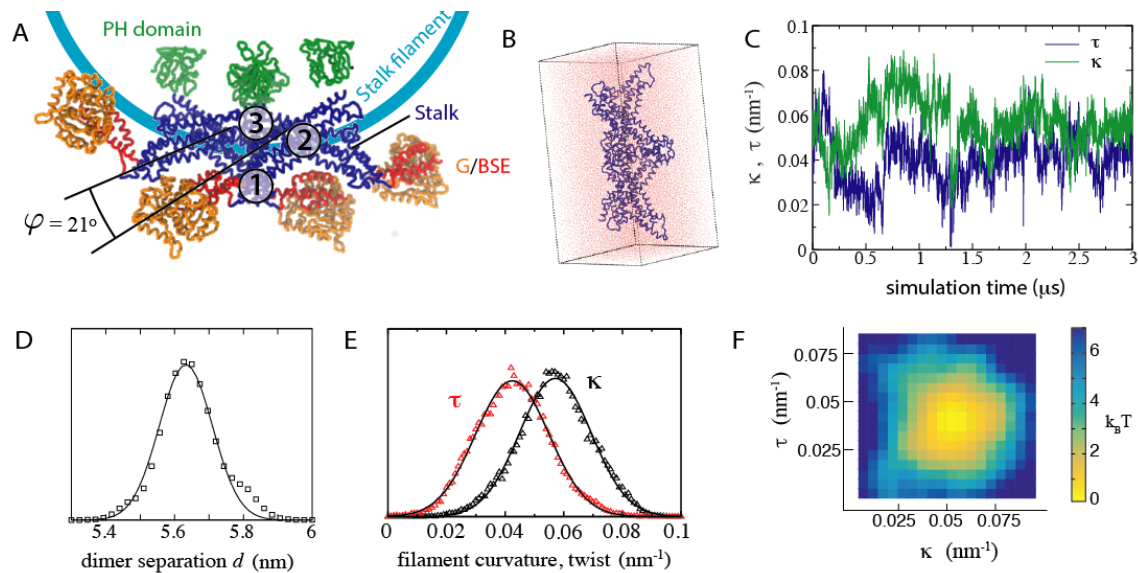 A
PH domain
Stalk filament
Stalk
3
2
1
G/BSE
φ = 21°
B
C
κ , τ (nm⁻¹)
0.1
0.08
0.06
0.04
0.02
0
τ
κ
0 0.5 1 1.5 2 2.5 3
simulation time (μs)
D
5.4 5.6 5.8 6
dimer separation d (nm)
E
τ
κ
0 0.02 0.04 0.06 0.08 0.1
filament curvature, twist (nm⁻¹)
F
τ (nm⁻¹)
0.075
0.050
0.025
0.025 0.05 0.075
κ (nm⁻¹)
6
4
2
0
kBT